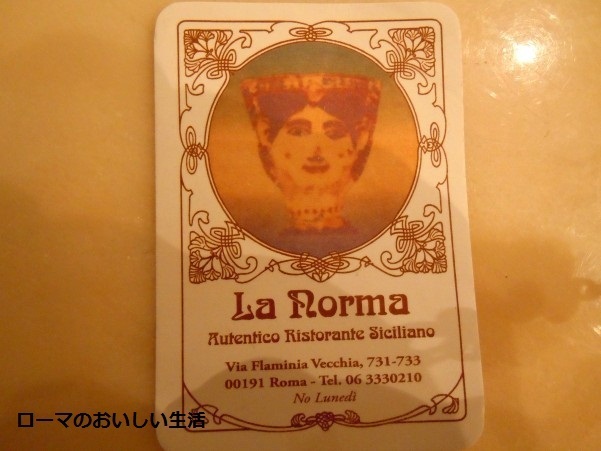 La Norma
Autentico Ristorante Siciliano
Via Flaminia Vecchia, 731-733
00191 Roma - Tel. 06 3330210
No Lunedì
ローマのおいしい生活